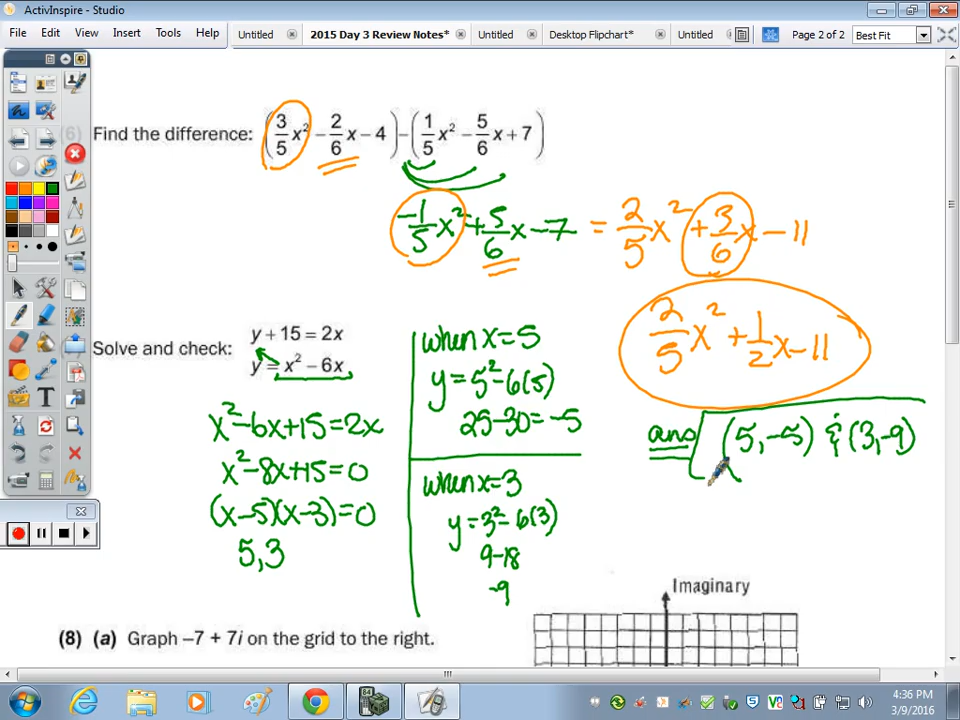 ActivInspire - Studio
File Edit View Insert Tools Help Untitled 2015 Day 3 Review Notes* Untitled Desktop Flipchart* Untitled Page 2 of 2 Best Fit
(6) Find the difference: (3/5 x² − 2/6 x − 4) − (1/5 x² − 5/6 x + 7)
-1/5 x² + 5/6 x − 7 = 2/5 x² + 3/6 x − 11
2/5 x² + 1/2 x − 11
Solve and check: y + 15 = 2x
y = x² − 6x
x² − 6x + 15 = 2x
x² − 8x + 15 = 0
(x − 5)(x − 3) = 0
5, 3
when x = 5
y = 5² − 6(5)
25 − 30 = −5
when x = 3
y = 3² − 6(3)
9 − 18
−9
ans (5, −5) & (3, −9)
Imaginary
(8) (a) Graph −7 + 7i on the grid to the right.
4:36 PM
3/9/2016